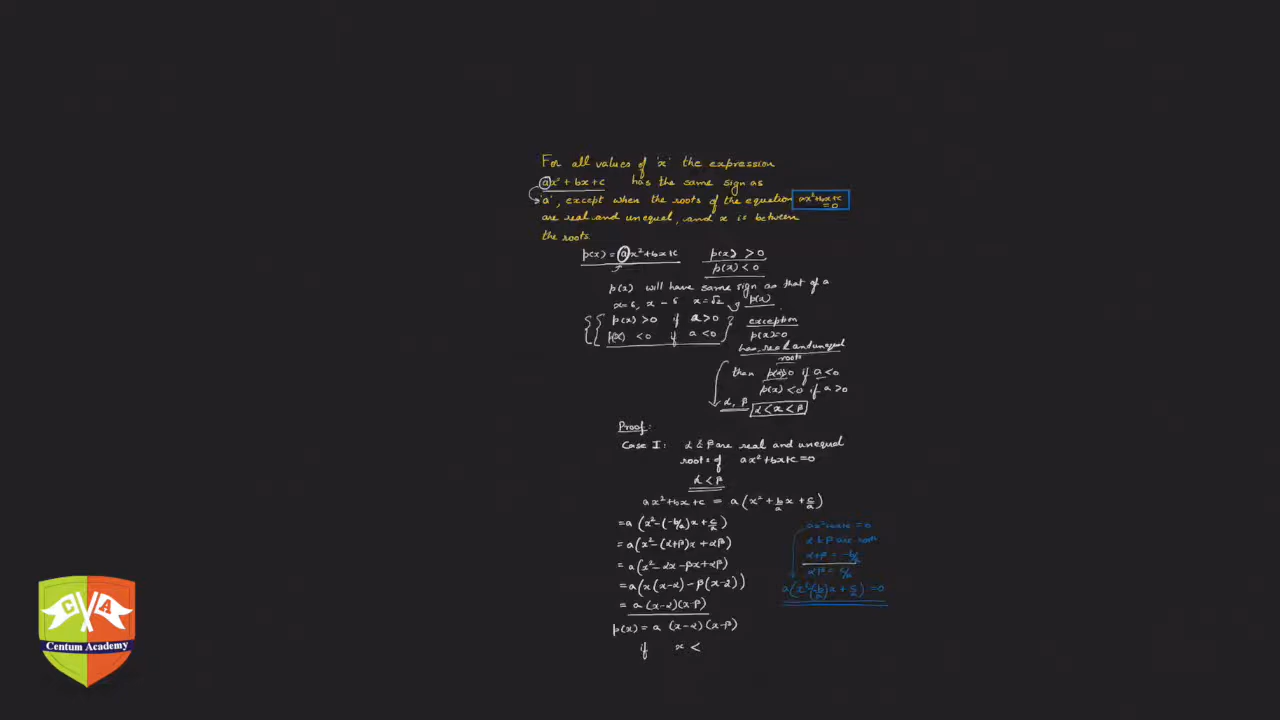 For all values of 'x' the expression
ax² + bx + c has the same sign as
'a', except when the roots of the equation ax²+bx+c = 0
are real and unequal, and x is between
the roots.
p(x) = ax² + bx + c p(x) > 0
p(x) < 0
p(x) will have same sign as that of a
x = 5, x - 5 x = √2 p(x)
p(x) > 0 if a > 0
p(x) < 0 if a < 0
exception
p(x) = 0
has real and unequal
roots
then p(x) > 0 if a < 0
p(x) < 0 if a > 0
α, β α < x < β
Proof:
Case I: α & β are real and unequal
roots of ax² + bx + c = 0
α < β
ax² + bx + c = a(x² + b/a x + c/a)
= a(x² - (-b/a)x + c/a)
= a(x² - (α+β)x + αβ)
= a(x² - αx - βx + αβ)
= a(x(x-α) - β(x-α))
= a(x-α)(x-β)
p(x) = a (x-α)(x-β)
if x <
ax² + bx + c = 0
α & β are roots
α + β = -b/a
αβ = c/a
a(x² - (-b/a)x + c/a) = 0
C A
Centum Academy